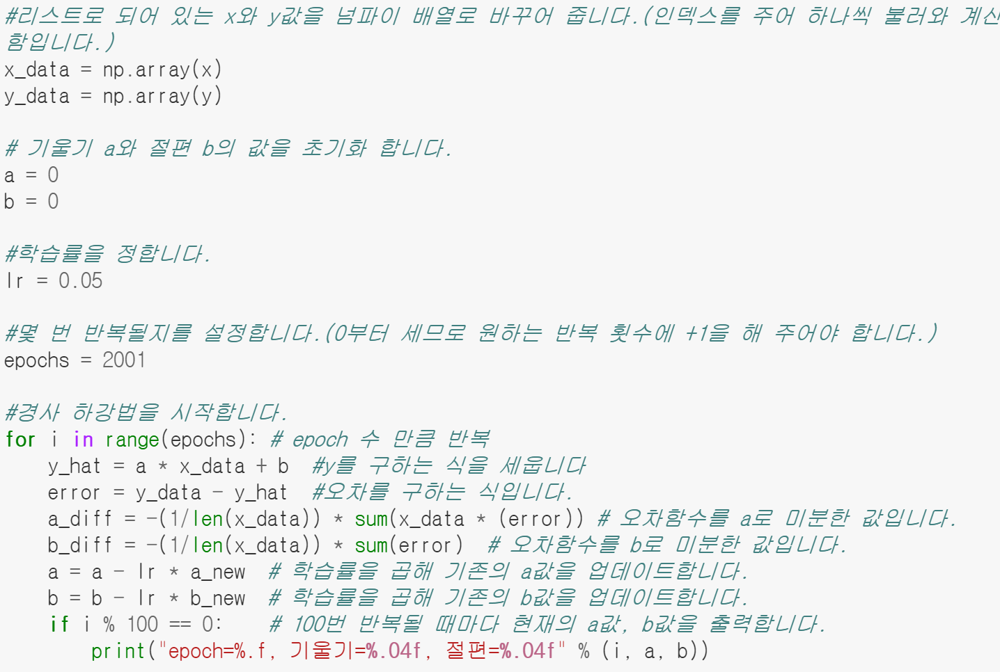 #리스트로 되어 있는 x와 y값을 넘파이 배열로 바꾸어 줍니다.(인덱스를 주어 하나씩 불러와 계산
함입니다.)
x_data = np.array(x)
y_data = np.array(y)
# 기울기 a와 절편 b의 값을 초기화 합니다.
a = 0
b = 0
#학습률을 정합니다.
lr = 0.05
#몇 번 반복될지를 설정합니다.(0부터 세므로 원하는 반복 횟수에 +1을 해 주어야 합니다.)
epochs = 2001
#경사 하강법을 시작합니다.
for i in range(epochs): # epoch 수 만큼 반복
    y_hat = a * x_data + b  #y를 구하는 식을 세웁니다
    error = y_data - y_hat  #오차를 구하는 식입니다.
    a_diff = -(1/len(x_data)) * sum(x_data * (error)) # 오차함수를 a로 미분한 값입니다.
    b_diff = -(1/len(x_data)) * sum(error)  # 오차함수를 b로 미분한 값입니다.
    a = a - lr * a_new  # 학습률을 곱해 기존의 a값을 업데이트합니다.
    b = b - lr * b_new  # 학습률을 곱해 기존의 b값을 업데이트합니다.
    if i % 100 == 0:    # 100번 반복될 때마다 현재의 a값, b값을 출력합니다.
        print("epoch=%.f, 기울기=%.04f, 절편=%.04f" % (i, a, b))